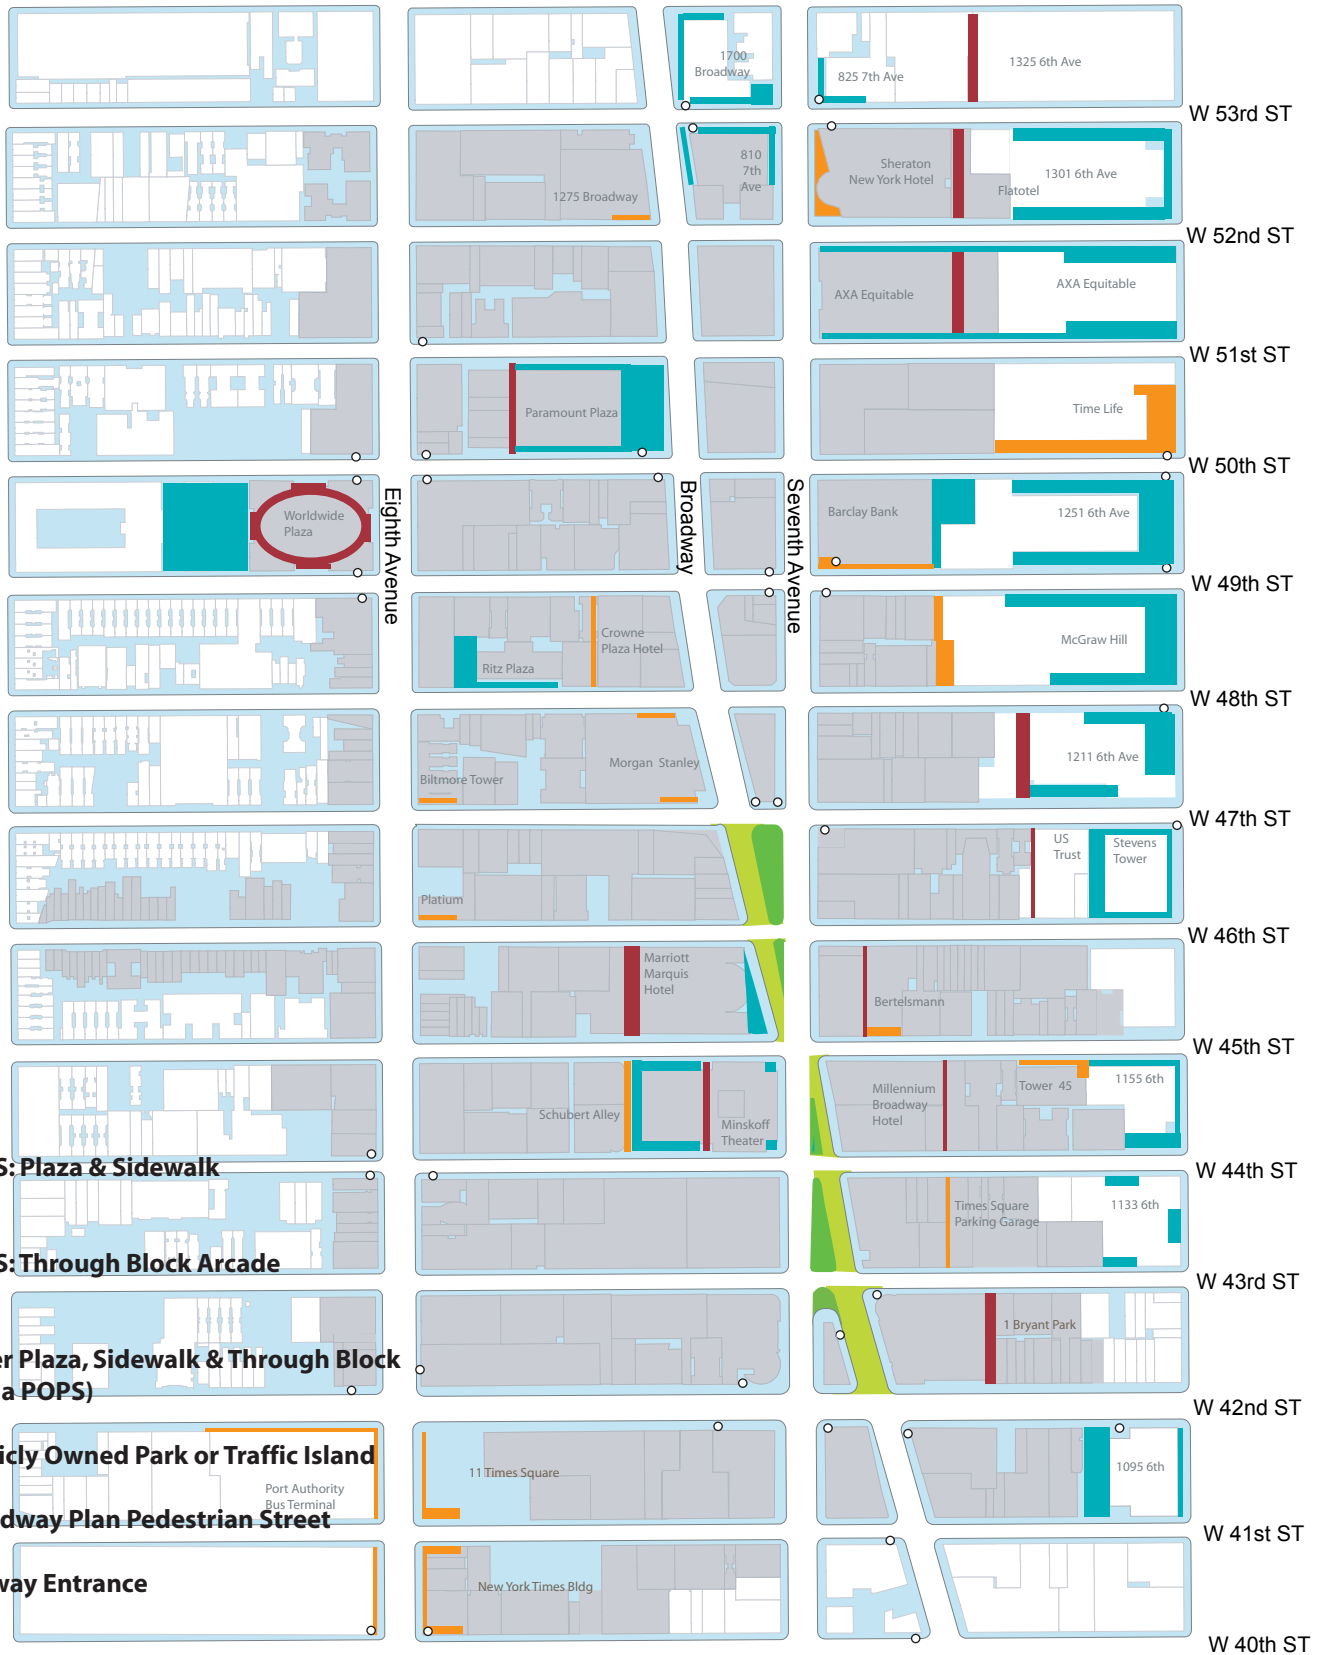 1700
Broadway
825 7th Ave
1325 6th Ave
W 53rd ST
1275 Broadway
810
7th
Ave
Sheraton
New York Hotel
Flatotel
1301 6th Ave
W 52nd ST
AXA Equitable
AXA Equitable
W 51st ST
Paramount Plaza
Time Life
W 50th ST
Worldwide
Plaza
Eighth Avenue
Broadway
Seventh Avenue
Barclay Bank
1251 6th Ave
W 49th ST
Crowne
Plaza Hotel
Ritz Plaza
McGraw Hill
W 48th ST
Morgan Stanley
Biltmore Tower
1211 6th Ave
W 47th ST
Platium
US
Trust
Stevens
Tower
W 46th ST
Marriott
Marquis
Hotel
Bertelsmann
W 45th ST
Schubert Alley
Minskoff
Theater
Millennium
Broadway
Hotel
Tower 45
1155 6th
W 44th ST
S: Plaza & Sidewalk
Times Square
Parking Garage
1133 6th
S: Through Block Arcade
W 43rd ST
1 Bryant Park
er Plaza, Sidewalk & Through Block
a POPS)
W 42nd ST
icly Owned Park or Traffic Island
11 Times Square
1095 6th
Port Authority
Bus Terminal
dway Plan Pedestrian Street
W 41st ST
way Entrance
New York Times Bldg
W 40th ST